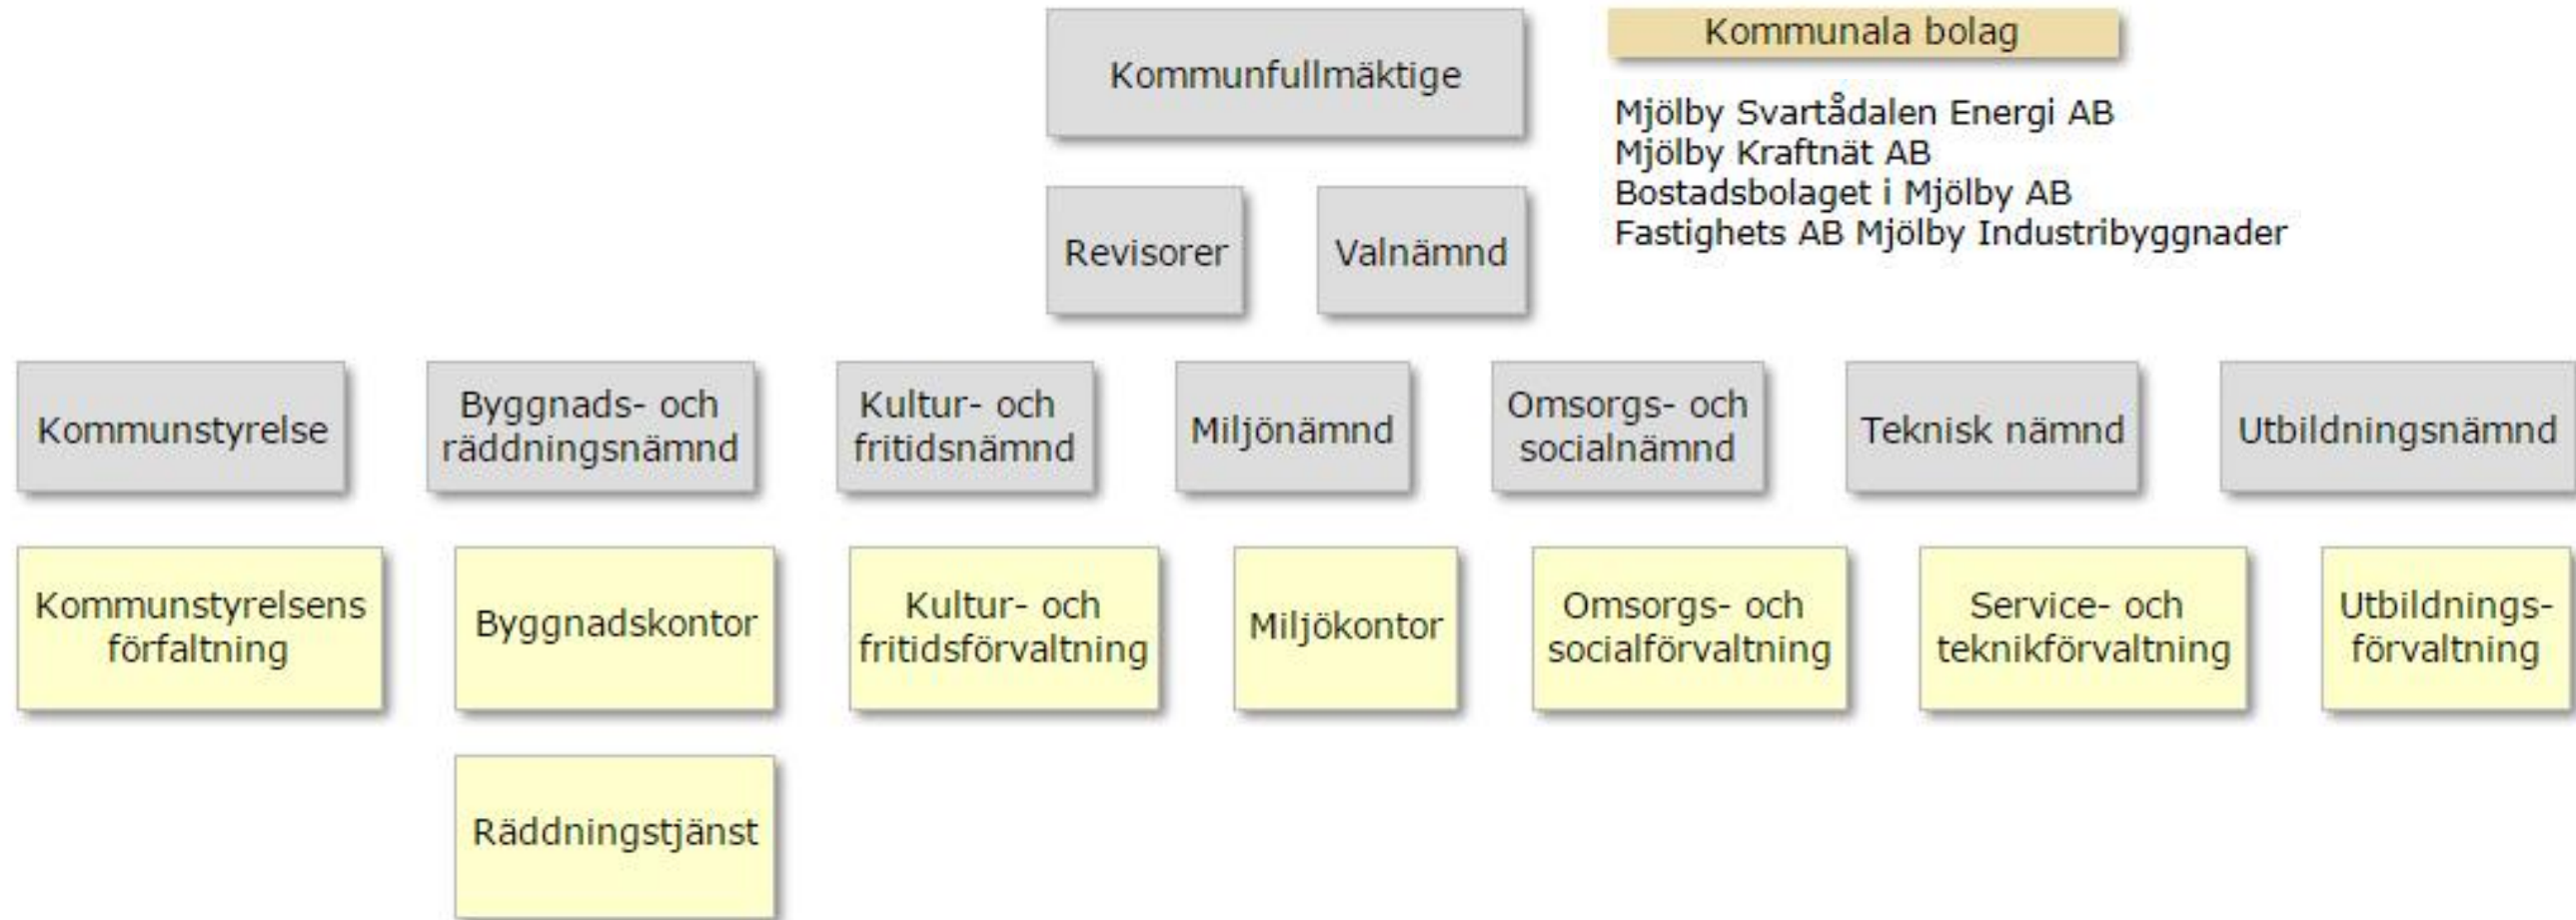 Kommunfullmäktige
Kommunala bolag
Mjölby Svartådalen Energi AB
Mjölby Kraftnät AB
Bostadsbolaget i Mjölby AB
Fastighets AB Mjölby Industribyggnader
Revisorer
Valnämnd
Kommunstyrelse
Byggnads- och
räddningsnämnd
Kultur- och
fritidsnämnd
Miljönämnd
Omsorgs- och
socialnämnd
Teknisk nämnd
Utbildningsnämnd
Kommunstyrelsens
förfaltning
Byggnadskontor
Kultur- och
fritidsförvaltning
Miljökontor
Omsorgs- och
socialförvaltning
Service- och
teknikförvaltning
Utbildnings-
förvaltning
Räddningstjänst